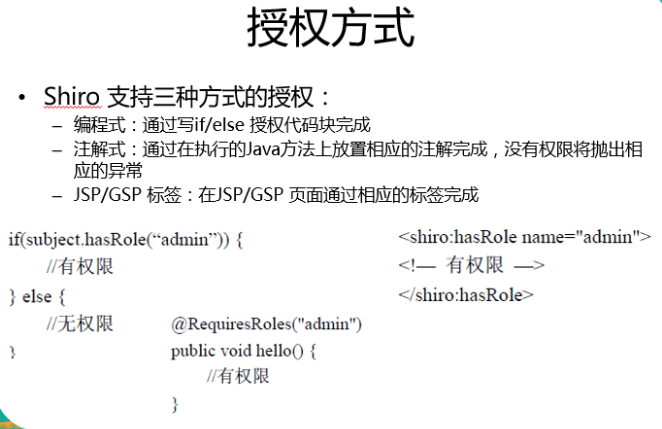 授权方式
• Shiro 支持三种方式的授权：
– 编程式：通过写if/else 授权代码块完成
– 注解式：通过在执行的Java方法上放置相应的注解完成，没有权限将抛出相
应的异常
– JSP/GSP 标签：在JSP/GSP 页面通过相应的标签完成
if(subject.hasRole(“admin”)) {
//有权限
} else {
//无权限
}
@RequiresRoles("admin")
public void hello() {
//有权限
}
<shiro:hasRole name="admin">
<!— 有权限 —>
</shiro:hasRole>